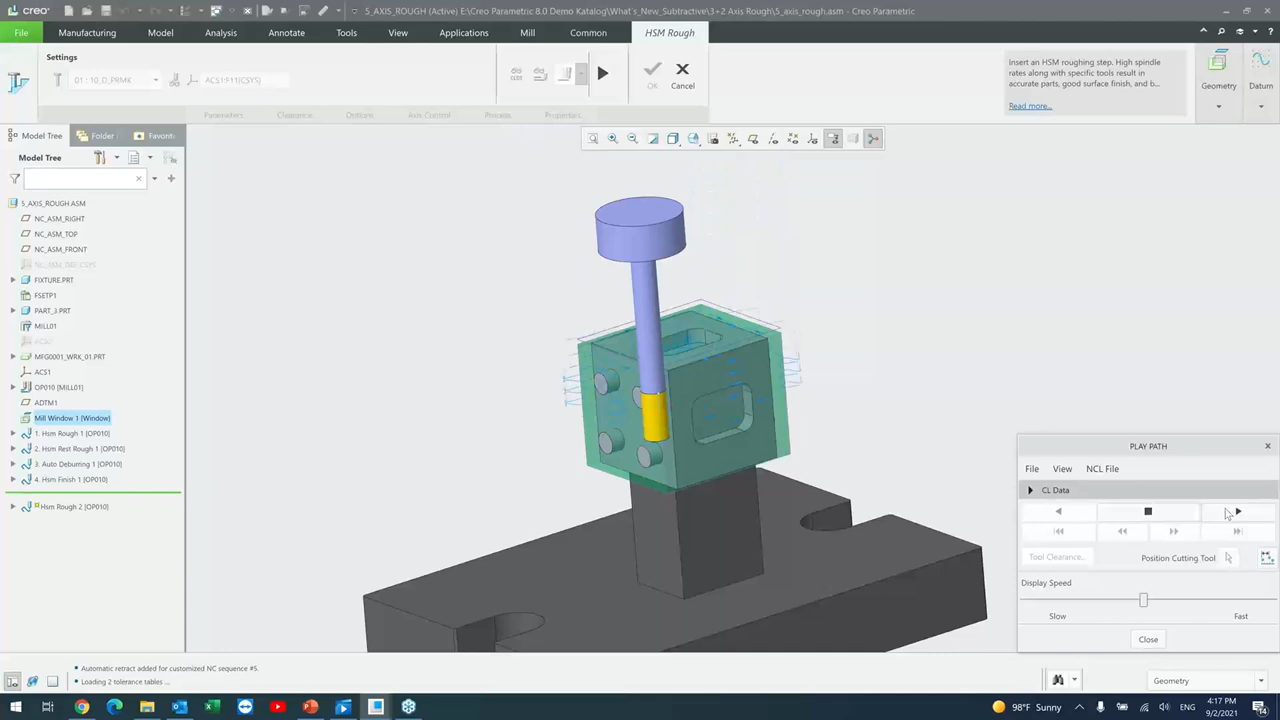 creo
5_AXIS_ROUGH (Active) E:\Creo Parametric 8.0 Demo Katalog\What's_New_Subtractive\3+2 Axis Rough\5_axis_rough.asm - Creo Parametric
File Manufacturing Model Analysis Annotate Tools View Applications Mill Common HSM Rough
Settings
01 : 10_D_PRMK
ACS1:F11(CSYS)
OK
Cancel
Parameters Clearance Options Axis Control Process Properties
Insert an HSM roughing step. High spindle
rates along with specific tools result in
accurate parts, good surface finish, and b...
Read more...
Geometry
Datum
Model Tree
Folder
Favorit
Model Tree
5_AXIS_ROUGH.ASM
NC_ASM_RIGHT
NC_ASM_TOP
NC_ASM_FRONT
NC_ASM_DEF_CSYS
FIXTURE.PRT
FSETP1
PART_3.PRT
MILL01
ACS0
MFG0001_WRK_01.PRT
ACS1
OP010 [MILL01]
ADTM1
Mill Window 1 [Window]
1. Hsm Rough 1 [OP010]
2. Hsm Rest Rough 1 [OP010]
3. Auto Deburring 1 [OP010]
4. Hsm Finish 1 [OP010]
Hsm Rough 2 [OP010]
PLAY PATH
File View NCL File
CL Data
Tool Clearance...
Position Cutting Tool
Display Speed
Slow Fast
Close
Automatic retract added for customized NC sequence #5.
Loading 2 tolerance tables ...
Geometry
98°F Sunny
ENG
4:17 PM
9/2/2021
14